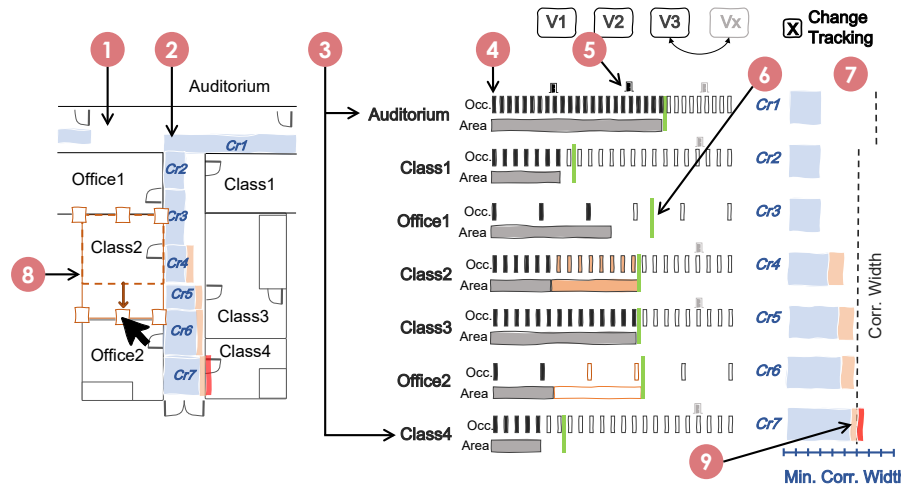 V1
V2
V3
Vx
X
Change
Tracking
1
2
3
4
5
6
7
Auditorium
Cr1
Office1
Cr2
Class1
Cr3
Class2
Cr4
8
Cr5
Class3
Cr6
Office2
Class4
Cr7
Auditorium
Occ.
Area
Cr1
Class1
Occ.
Area
Cr2
Office1
Occ.
Area
Cr3
Class2
Occ.
Area
Cr4
Class3
Occ.
Area
Cr5
Office2
Occ.
Area
Cr6
Class4
Occ.
Area
Cr7
Corr. Width
9
Min. Corr. Width